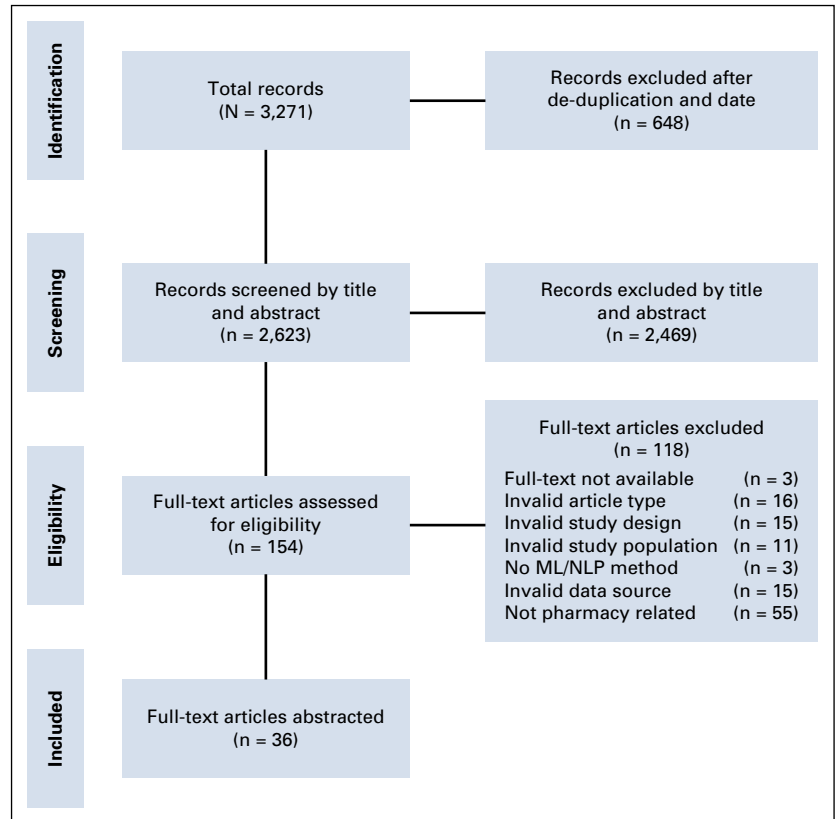 Identification
Total records
(N = 3,271)
Records excluded after
de-duplication and date
(n = 648)
Screening
Records screened by title
and abstract
(n = 2,623)
Records excluded by title
and abstract
(n = 2,469)
Eligibility
Full-text articles assessed
for eligibility
(n = 154)
Full-text articles excluded
(n = 118)
Full-text not available (n = 3)
Invalid article type (n = 16)
Invalid study design (n = 15)
Invalid study population (n = 11)
No ML/NLP method (n = 3)
Invalid data source (n = 15)
Not pharmacy related (n = 55)
Included
Full-text articles abstracted
(n = 36)